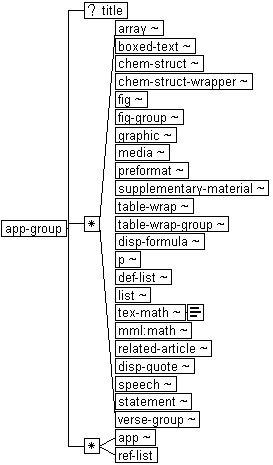 ? title
array ~
boxed-text ~
chem-struct ~
chem-struct-wrapper ~
fig ~
fig-group ~
graphic ~
media ~
preformat ~
supplementary-material ~
table-wrap ~
app-group
*
table-wrap-group ~
disp-formula ~
p ~
def-list ~
list ~
tex-math ~
mml:math ~
related-article ~
disp-quote ~
speech ~
statement ~
verse-group ~
*
app ~
ref-list